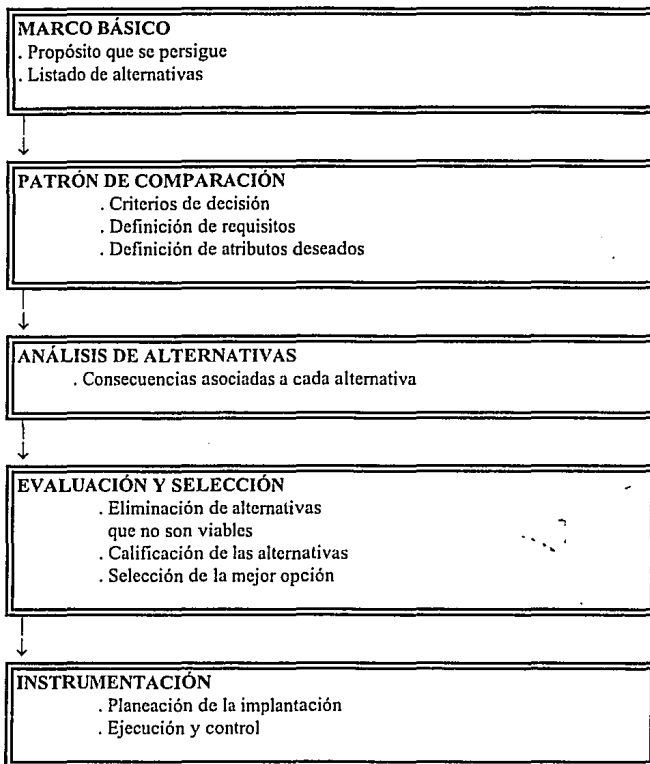 MARCO BÁSICO
. Propósito que se persigue
. Listado de alternativas
PATRÓN DE COMPARACIÓN
. Criterios de decisión
. Definición de requisitos
. Definición de atributos deseados
ANÁLISIS DE ALTERNATIVAS
. Consecuencias asociadas a cada alternativa
EVALUACIÓN Y SELECCIÓN
. Eliminación de alternativas
que no son viables
. Calificación de las alternativas
. Selección de la mejor opción
INSTRUMENTACIÓN
. Planeación de la implantación
. Ejecución y control